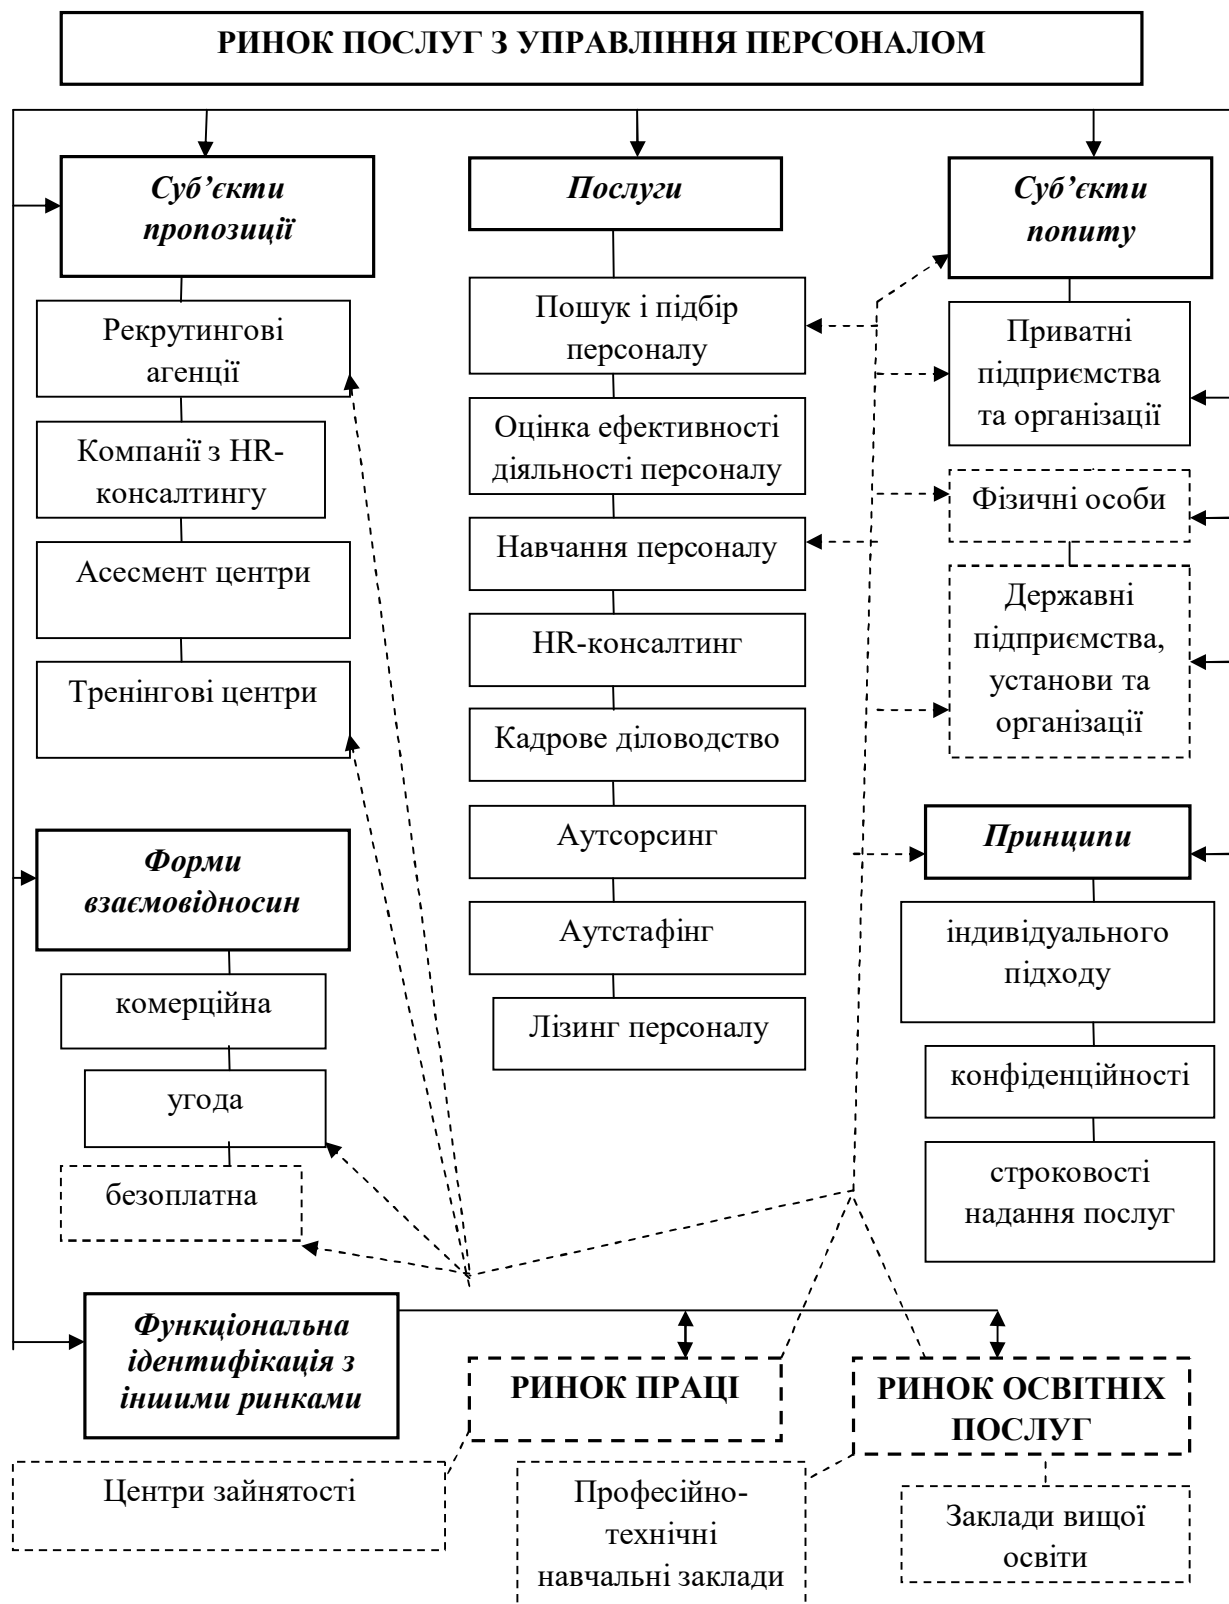 РИНОК ПОСЛУГ З УПРАВЛІННЯ ПЕРСОНАЛОМ
Суб’єкти
пропозиції
Рекрутингові
агенції
Компанії з HR-
консалтингу
Асесмент центри
Тренінгові центри
Форми
взаємовідносин
комерційна
угода
безоплатна
Послуги
Пошук і підбір
персоналу
Оцінка ефективності
діяльності персоналу
Навчання персоналу
HR-консалтинг
Кадрове діловодство
Аутсорсинг
Аутстафінг
Лізинг персоналу
Суб’єкти
попиту
Приватні
підприємства
та організації
Фізичні особи
Державні
підприємства,
установи та
організації
Принципи
індивідуального
підходу
конфіденційності
строковості
надання послуг
Функціональна
ідентифікація з
іншими ринками
РИНОК ПРАЦІ
РИНОК ОСВІТНІХ
ПОСЛУГ
Центри зайнятості
Професійно-
технічні
навчальні заклади
Заклади вищої
освіти